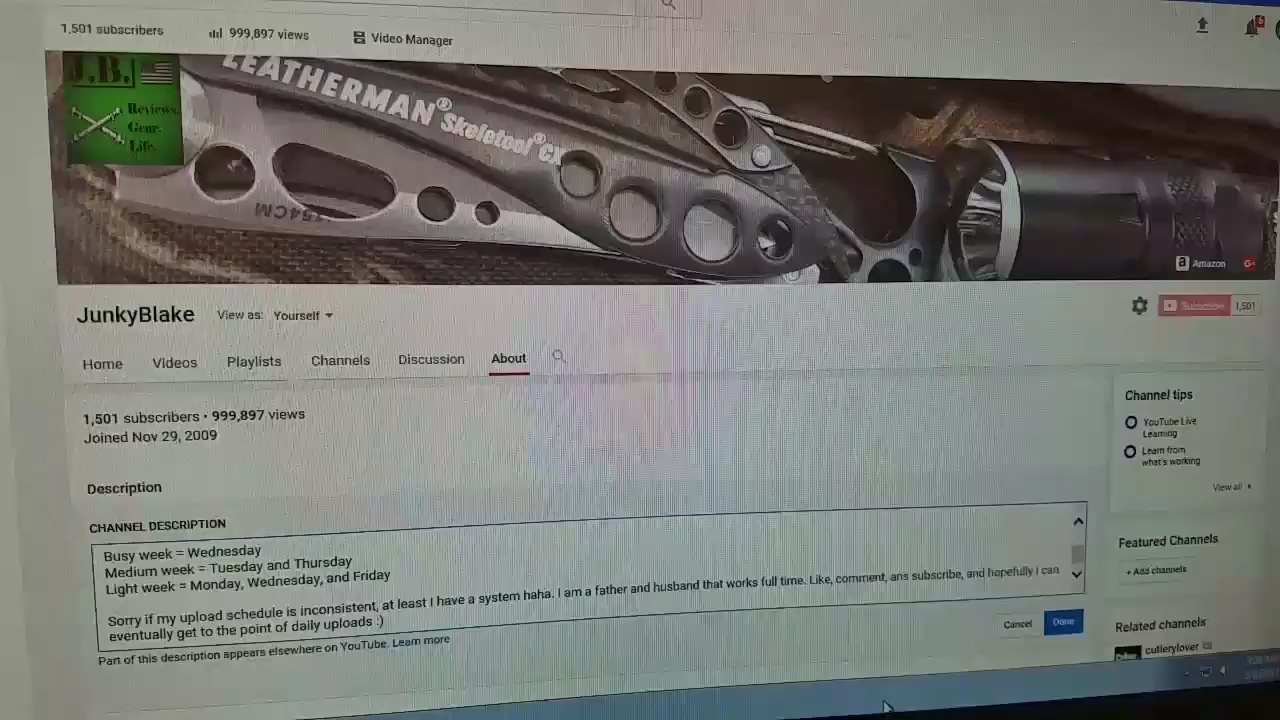 1,501 subscribers 999,897 views Video Manager 6
J.B.
Reviews.
Gear.
Life.
LEATHERMAN® Skeletool® CX
154CM
a Amazon G+
JunkyBlake View as: Yourself
Subscribe 1,501
Home Videos Playlists Channels Discussion About
1,501 subscribers • 999,897 views
Joined Nov 29, 2009
Channel tips
YouTube Live
Learning
Learn from
what's working
View all
Description
CHANNEL DESCRIPTION
Busy week = Wednesday
Medium week = Tuesday and Thursday
Light week = Monday, Wednesday, and Friday
Sorry if my upload schedule is inconsistent, at least I have a system haha. I am a father and husband that works full time. Like, comment, ans subscribe, and hopefully I can
eventually get to the point of daily uploads :)
Cancel Done
Part of this description appears elsewhere on YouTube. Learn more
Featured Channels
+ Add channels
Related channels
cutlerylover